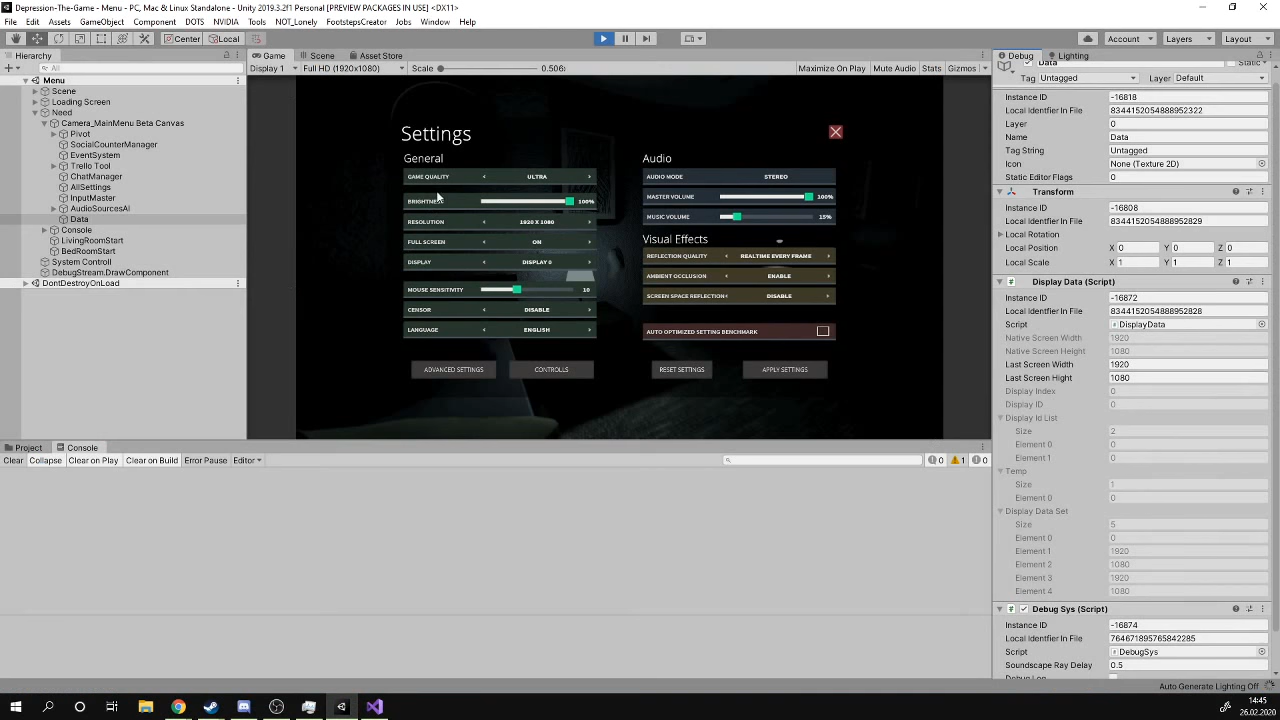 Depression-The-Game - Menu - PC, Mac & Linux Standalone - Unity 2019.3.2f1 Personal [PREVIEW PACKAGES IN USE] <DX11>
File Edit Assets GameObject Component DOTS NVIDIA Tools NOT_Lonely FootstepsCreator Jobs Window Help
Center Local Account Layers Layout
Hierarchy
All
Menu
Scene
Loading Screen
Need
Camera_MainMenu Beta Canvas
Pivot
SocialCounterManager
EventSystem
Trello Tool
ChatManager
AllSettings
InputMaster
AudioSourcesAI
Data
Console
LivingRoomStart
BedRoomStart
System Controll
DebugStream.DrawComponent
DontDestroyOnLoad
Game Scene Asset Store
Display 1 Full HD (1920x1080) Scale 0.506: Maximize On Play Mute Audio Stats Gizmos
Settings
General
GAME QUALITY ULTRA
BRIGHTNESS 100%
RESOLUTION 1920 X 1080
FULL SCREEN ON
DISPLAY DISPLAY 0
MOUSE SENSITIVITY 10
CENSOR DISABLE
LANGUAGE ENGLISH
ADVANCED SETTINGS CONTROLLS
Audio
AUDIO MODE STEREO
MASTER VOLUME 100%
MUSIC VOLUME 15%
Visual Effects
REFLECTION QUALITY REALTIME EVERY FRAME
AMBIENT OCCLUSION ENABLE
SCREEN SPACE REFLECTION DISABLE
AUTO OPTIMIZED SETTING BENCHMARK
RESET SETTINGS APPLY SETTINGS
Project Console
Clear Collapse Clear on Play Clear on Build Error Pause Editor 0 1 0
Debug Lighting
Data Static
Tag Untagged Layer Default
Instance ID -16818
Local Identfier In File 8344152054888952322
Layer 0
Name Data
Tag String Untagged
Icon None (Texture 2D)
Static Editor Flags 0
Transform
Instance ID -16808
Local Identfier In File 8344152054888952829
Local Rotation
Local Position X 0 Y 0 Z 0
Local Scale X 1 Y 1 Z 1
Display Data (Script)
Instance ID -16872
Local Identfier In File 8344152054888952828
Script DisplayData
Native Screen Width 1920
Native Screen Height 1080
Last Screen Width 1920
Last Screen Hight 1080
Display Index 0
Display ID 0
Display Id List
Size 2
Element 0 0
Element 1 0
Temp
Size 1
Element 0 0
Display Data Set
Size 5
Element 0 0
Element 1 1920
Element 2 1080
Element 3 1920
Element 4 1080
Debug Sys (Script)
Instance ID -16874
Local Identfier In File 764671895765842285
Script DebugSys
Soundscape Ray Delay 0.5
Auto Generate Lighting Off
14:45
26.02.2020